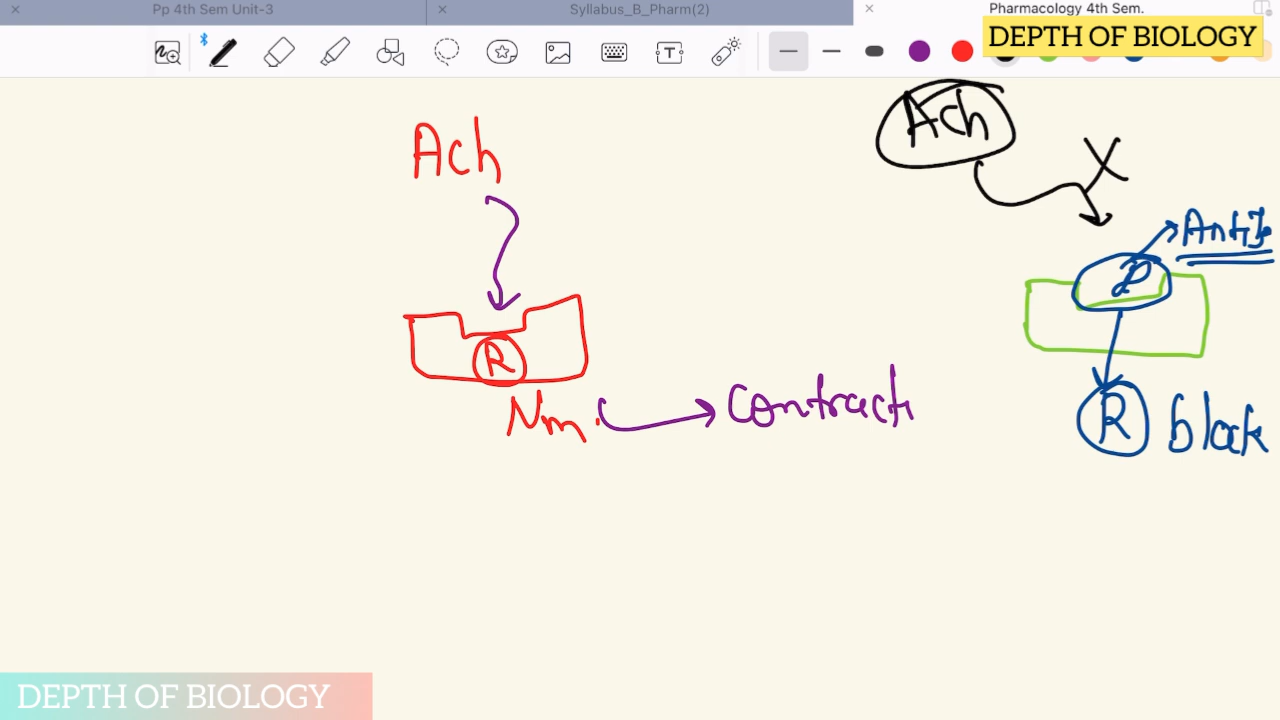 Pp 4th Sem Unit-3
Syllabus_B_Pharm(2)
Pharmacology 4th Sem.
DEPTH OF BIOLOGY
T
Ach
Ach
X
R
Nm.
Contracti
D
R
block
DEPTH OF BIOLOGY